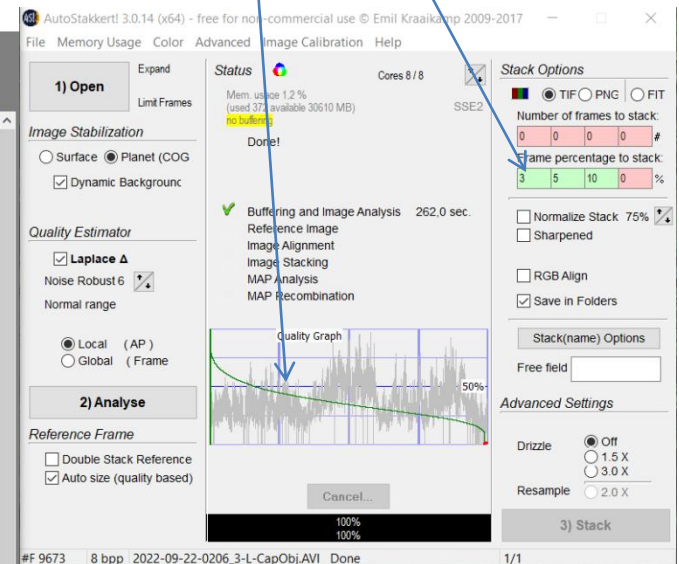 AutoStakkert! 3.0.14 (x64) - free for non-commercial use © Emil Kraaikamp 2009-2017
File Memory Usage Color Advanced Image Calibration Help
1) Open
Expand
Limit Frames
Image Stabilization
Surface Planet (COG
Dynamic Background
Quality Estimator
Laplace Δ
Noise Robust 6
Normal range
Local (AP)
Global (Frame
2) Analyse
Reference Frame
Double Stack Reference
Auto size (quality based)
Status
Cores 8 / 8
Mem. usage 1.2 %
(used 372 available 30610 MB)
SSE2
no buffering
Done!
Buffering and Image Analysis 262,0 sec.
Reference Image
Image Alignment
Image Stacking
MAP Analysis
MAP Recombination
Quality Graph
50%
Cancel...
100%
100%
Stack Options
TIF PNG FIT
Number of frames to stack:
0 0 0 0 #
Frame percentage to stack:
3 5 10 0 %
Normalize Stack 75%
Sharpened
RGB Align
Save in Folders
Stack(name) Options
Free field
Advanced Settings
Drizzle
Off
1.5 X
3.0 X
Resample 2.0 X
3) Stack
#F 9673 8 bpp 2022-09-22-0206_3-L-CapObj.AVI Done 1/1